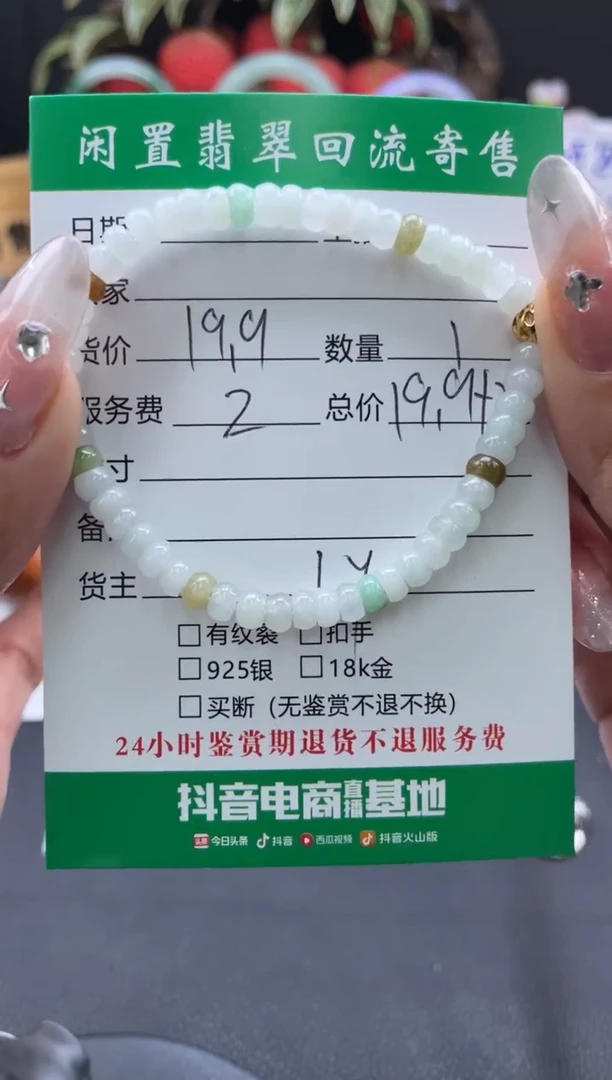 闲置翡翠回流寄售
日期
家
货价 19.9 数量 1
服务费 2 总价 19.9+2
寸
备
货主
□有纹裂 □扣手
□925银 □18k金
□买断（无鉴赏不退不换）
24小时鉴赏期退货不退服务费
抖音电商直播基地
头条 今日头条 抖音 西瓜视频 抖音火山版